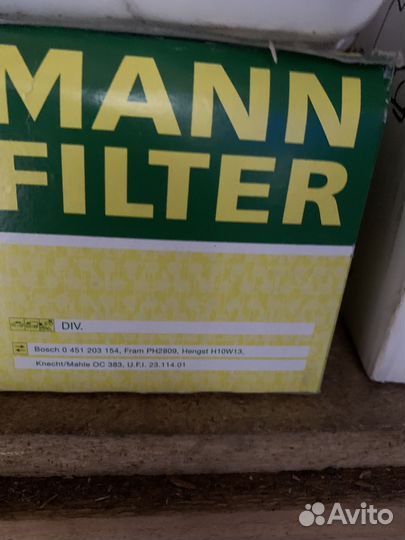 MANN
FILTER
DIV.
Bosch 0 451 203 154, Fram PH2809, Hengst H10W13,
Knecht/Mahle OC 383, U.F.I. 23.114.01
Avito